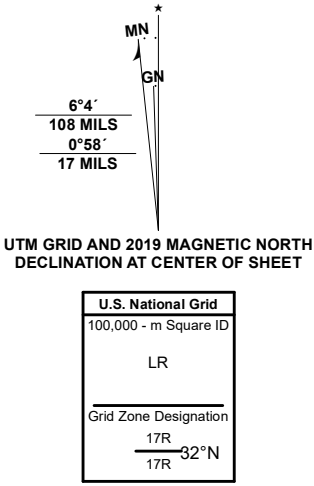 ★
MN
GN
6°4´
108 MILS
0°58´
17 MILS
UTM GRID AND 2019 MAGNETIC NORTH
DECLINATION AT CENTER OF SHEET
U.S. National Grid
100,000 - m Square ID
LR
Grid Zone Designation
17R
32°N
17R